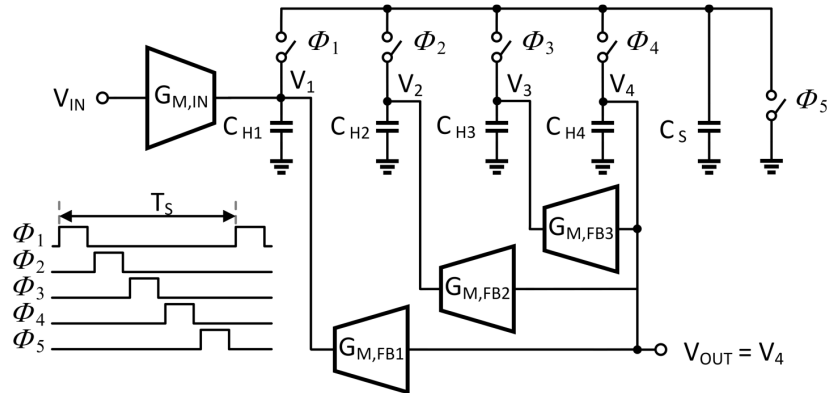 Φ1 Φ2 Φ3 Φ4
V1 V2 V3 V4
VIN GM,IN Φ5
CH1 CH2 CH3 CH4 CS
TS
GM,FB3
Φ1
Φ2
GM,FB2
Φ3
Φ4
GM,FB1
VOUT = V4
Φ5